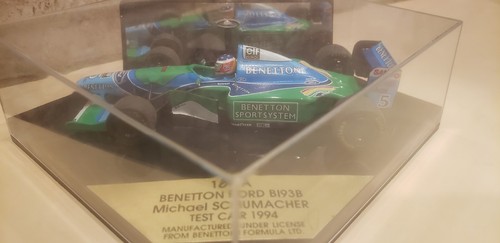 elf
BENETTON
5
BENETTON
SPORTSYSTEM
BENETTON FORD B193B
Michael SCHUMACHER
TEST CAR 1994
MANUFACTURED UNDER LICENSE
FROM BENETTON FORMULA LTD.